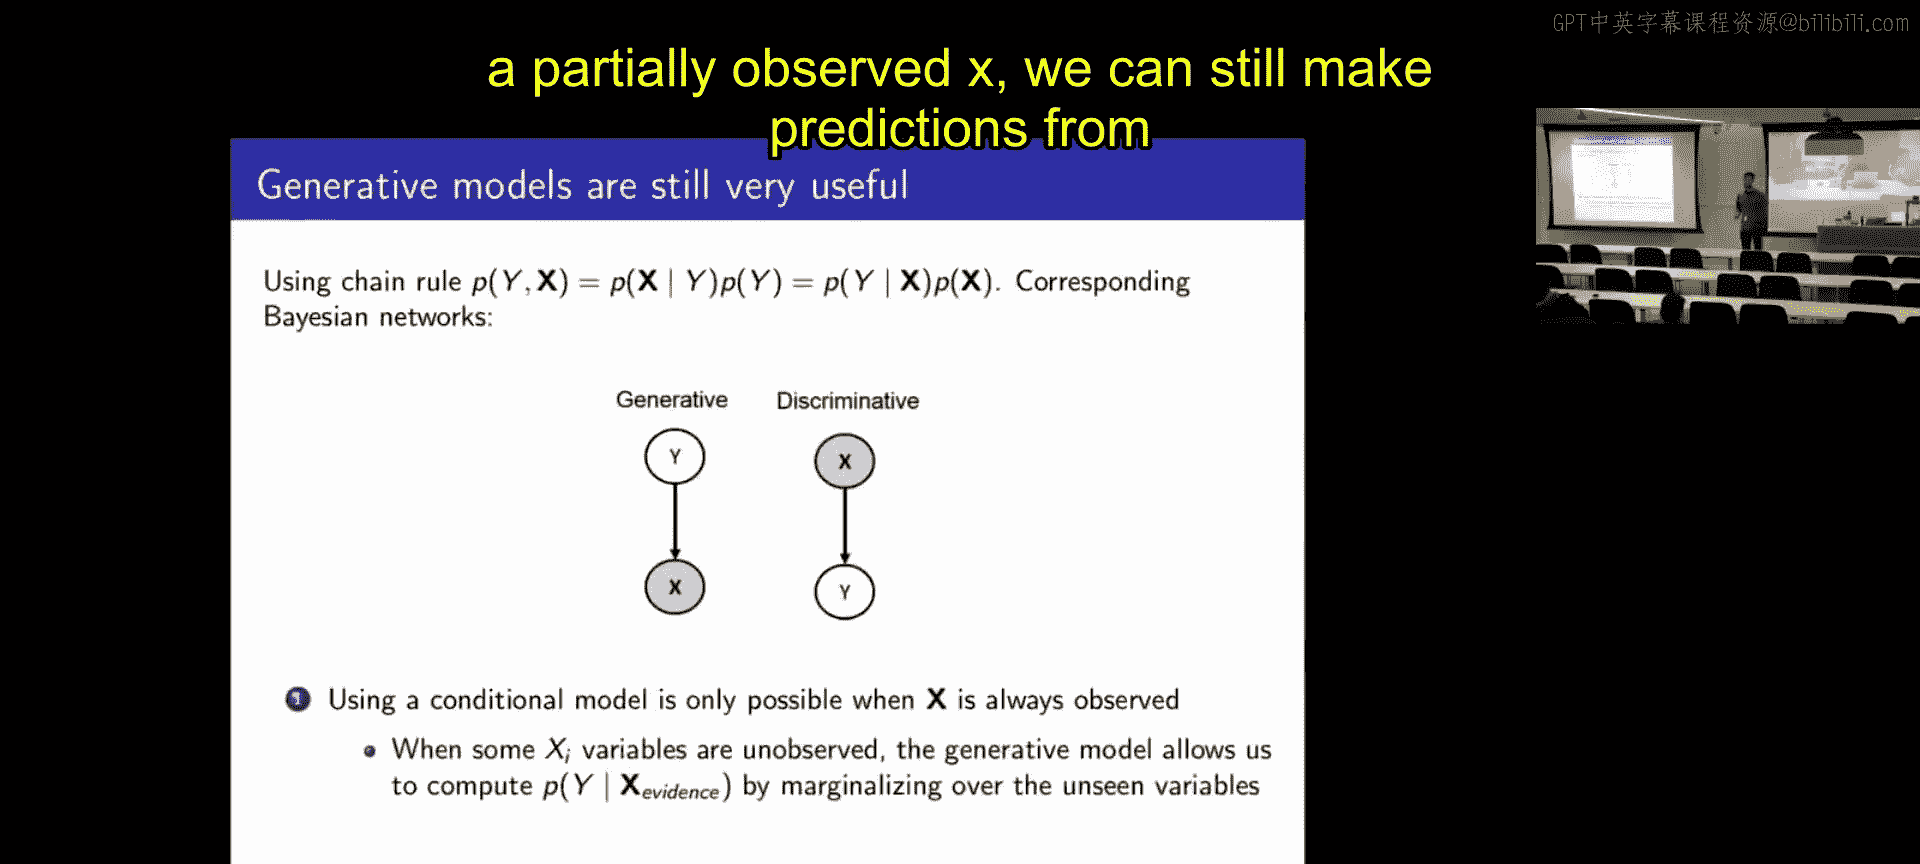 GPT中英字幕课程资源@bilibili.com
a partially observed x, we can still make
predictions from
Generative models are still very useful
Using chain rule p(Y, X) = p(X | Y)p(Y) = p(Y | X)p(X). Corresponding
Bayesian networks:
Generative
Discriminative
Y
X
X
Y
1 Using a conditional model is only possible when X is always observed
• When some Xᵢ variables are unobserved, the generative model allows us
to compute p(Y | Xevidence) by marginalizing over the unseen variables